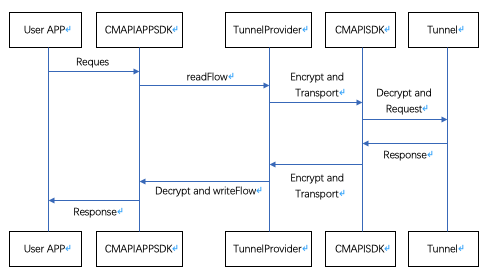 User APP
CMAPIAPPSDK
TunnelProvider
CMAPISDK
Tunnel
Reques
readFlow
Encrypt and
Transport
Decrypt and
Request
Response
Encrypt and
Transport
Decrypt and writeFlow
Response
User APP
CMAPIAPPSDK
TunnelProvider
CMAPISDK
Tunnel